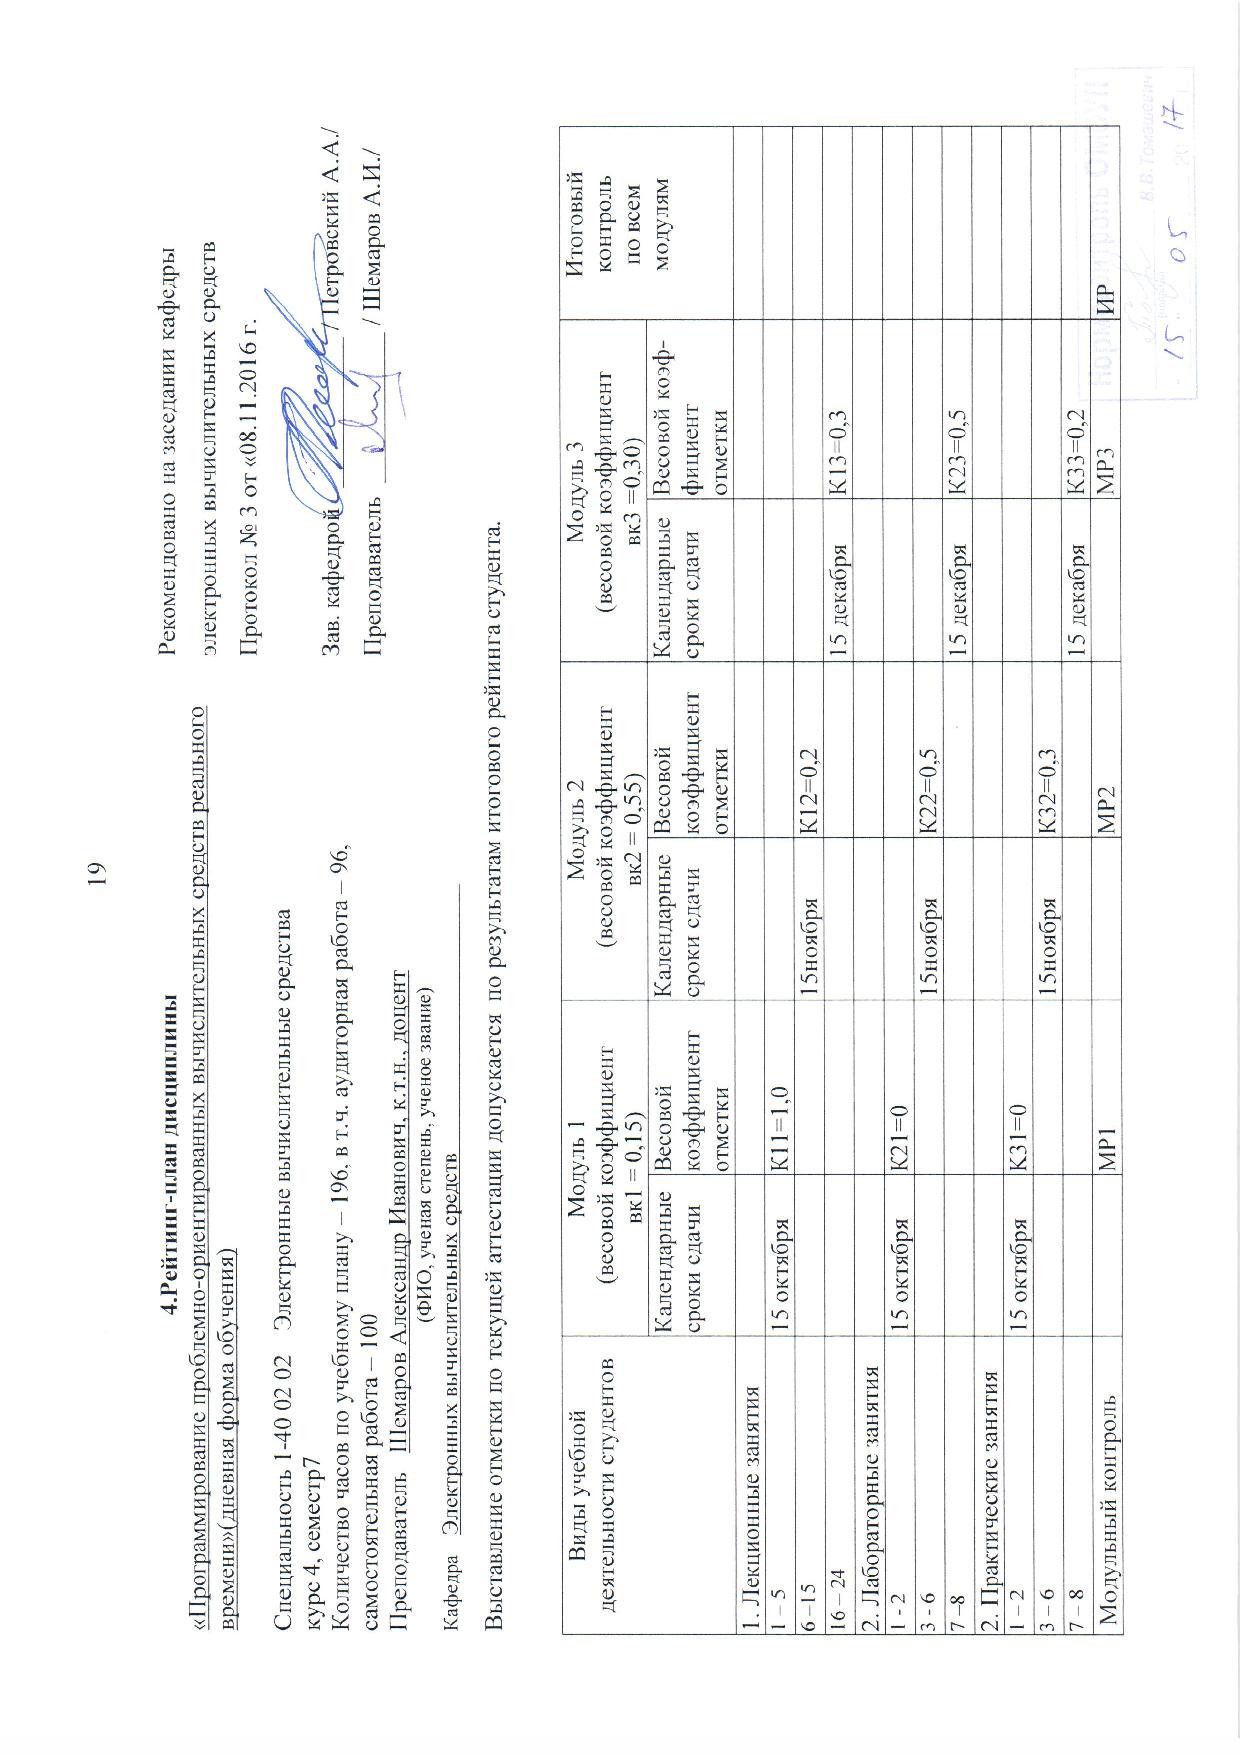 19
4.Рейтинг-план дисциплины
«Программирование проблемно-ориентированных вычислительных средств реального
времени»(дневная форма обучения)
Специальность 1-40 02 02 Электронные вычислительные средства
курс 4, семестр7
Количество часов по учебному плану – 196, в т.ч. аудиторная работа – 96,
самостоятельная работа – 100
Преподаватель Шемаров Александр Иванович, к.т.н., доцент
(ФИО, ученая степень, ученое звание)
Кафедра Электронных вычислительных средств
Рекомендовано на заседании кафедры
электронных вычислительных средств
Протокол № 3 от «08.11.2016 г.
Зав. кафедрой / Петровский А.А./
Преподаватель / Шемаров А.И./
Выставление отметки по текущей аттестации допускается по результатам итогового рейтинга студента.
Виды учебной
деятельности студентов
Модуль 1
(весовой коэффициент
вк1 = 0,15)
Модуль 2
(весовой коэффициент
вк2 = 0,55)
Модуль 3
(весовой коэффициент
вк3 =0,30)
Итоговый
контроль
по всем
модулям
Календарные
сроки сдачи
Весовой
коэффициент
отметки
Календарные
сроки сдачи
Весовой
коэффициент
отметки
Календарные
сроки сдачи
Весовой коэф-
фициент
отметки
1. Лекционные занятия
1 – 5 15 октября К11=1,0
6 –15 15ноября К12=0,2
16 – 24 15 декабря К13=0,3
2. Лабораторные занятия
1 - 2 15 октября К21=0
3 - 6 15ноября К22=0,5
7 –8 15 декабря К23=0,5
2. Практические занятия
1 – 2 15 октября К31=0
3 – 6 15ноября К32=0,3
7 – 8 15 декабря К33=0,2
Модульный контроль МР1 МР2 МР3 ИР
В.В.Томашевич
15 05 2017